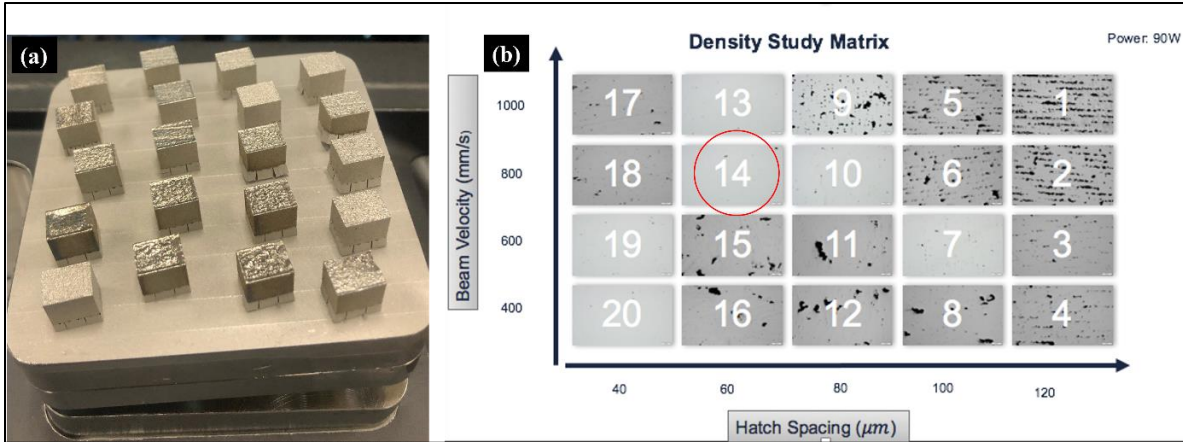 (a)
(b)
Density Study Matrix
Power: 90W
Beam Velocity (mm/s)
1000
17 13 9 5 1
800
18 14 10 6 2
600
19 15 11 7 3
400
20 16 12 8 4
40 60 80 100 120
Hatch Spacing (μm)